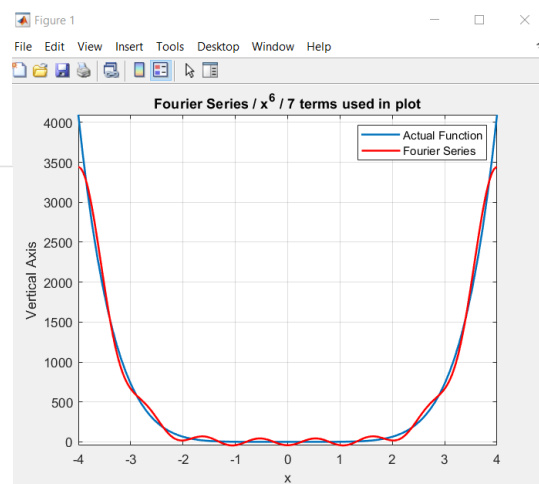 Figure 1
File Edit View Insert Tools Desktop Window Help
Fourier Series / x^6 / 7 terms used in plot
Actual Function
Fourier Series
Vertical Axis
4000
3500
3000
2500
2000
1500
1000
500
0
-4 -3 -2 -1 0 1 2 3 4
x